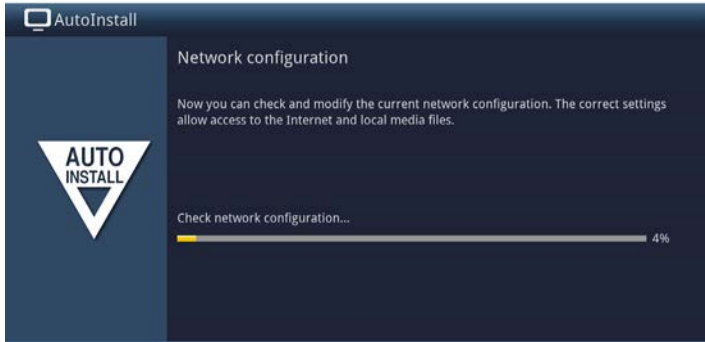 AutoInstall
Network configuration
Now you can check and modify the current network configuration. The correct settings
allow access to the Internet and local media files.
AUTO
INSTALL
Check network configuration...
4%